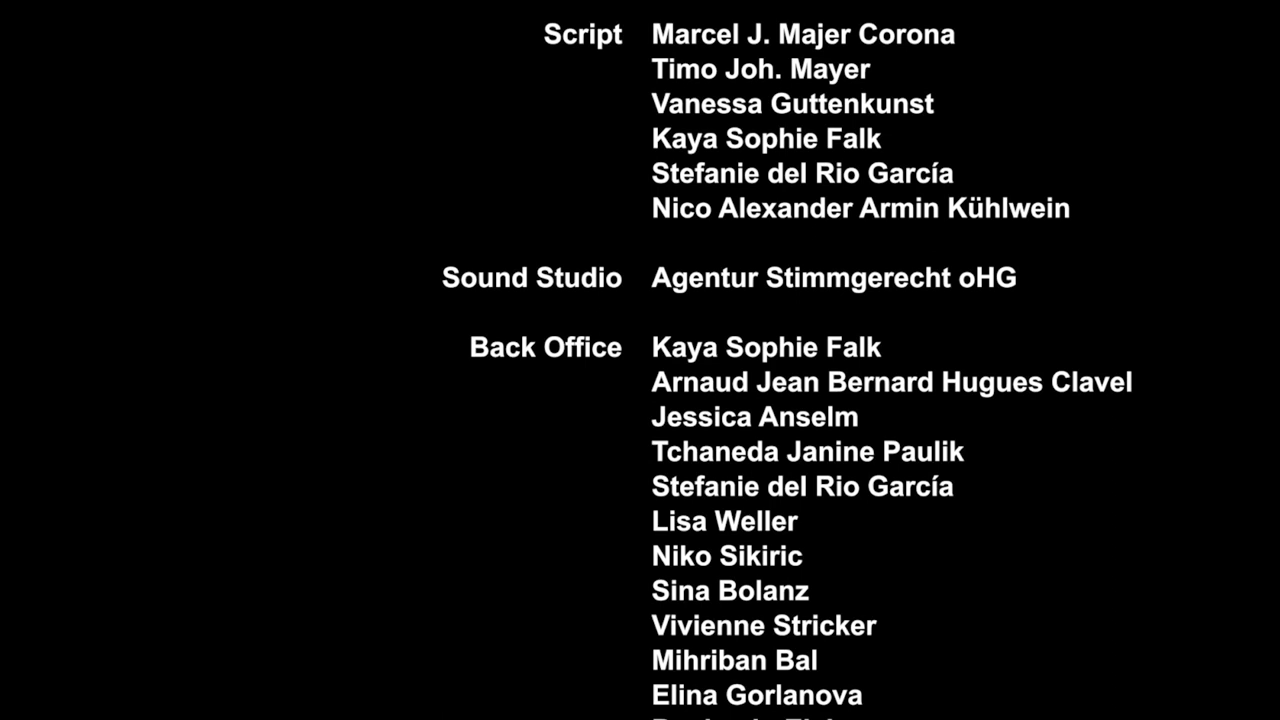 Script Marcel J. Majer Corona
Timo Joh. Mayer
Vanessa Guttenkunst
Kaya Sophie Falk
Stefanie del Rio García
Nico Alexander Armin Kühlwein
Sound Studio Agentur Stimmgerecht oHG
Back Office Kaya Sophie Falk
Arnaud Jean Bernard Hugues Clavel
Jessica Anselm
Tchaneda Janine Paulik
Stefanie del Rio García
Lisa Weller
Niko Sikiric
Sina Bolanz
Vivienne Stricker
Mihriban Bal
Elina Gorlanova